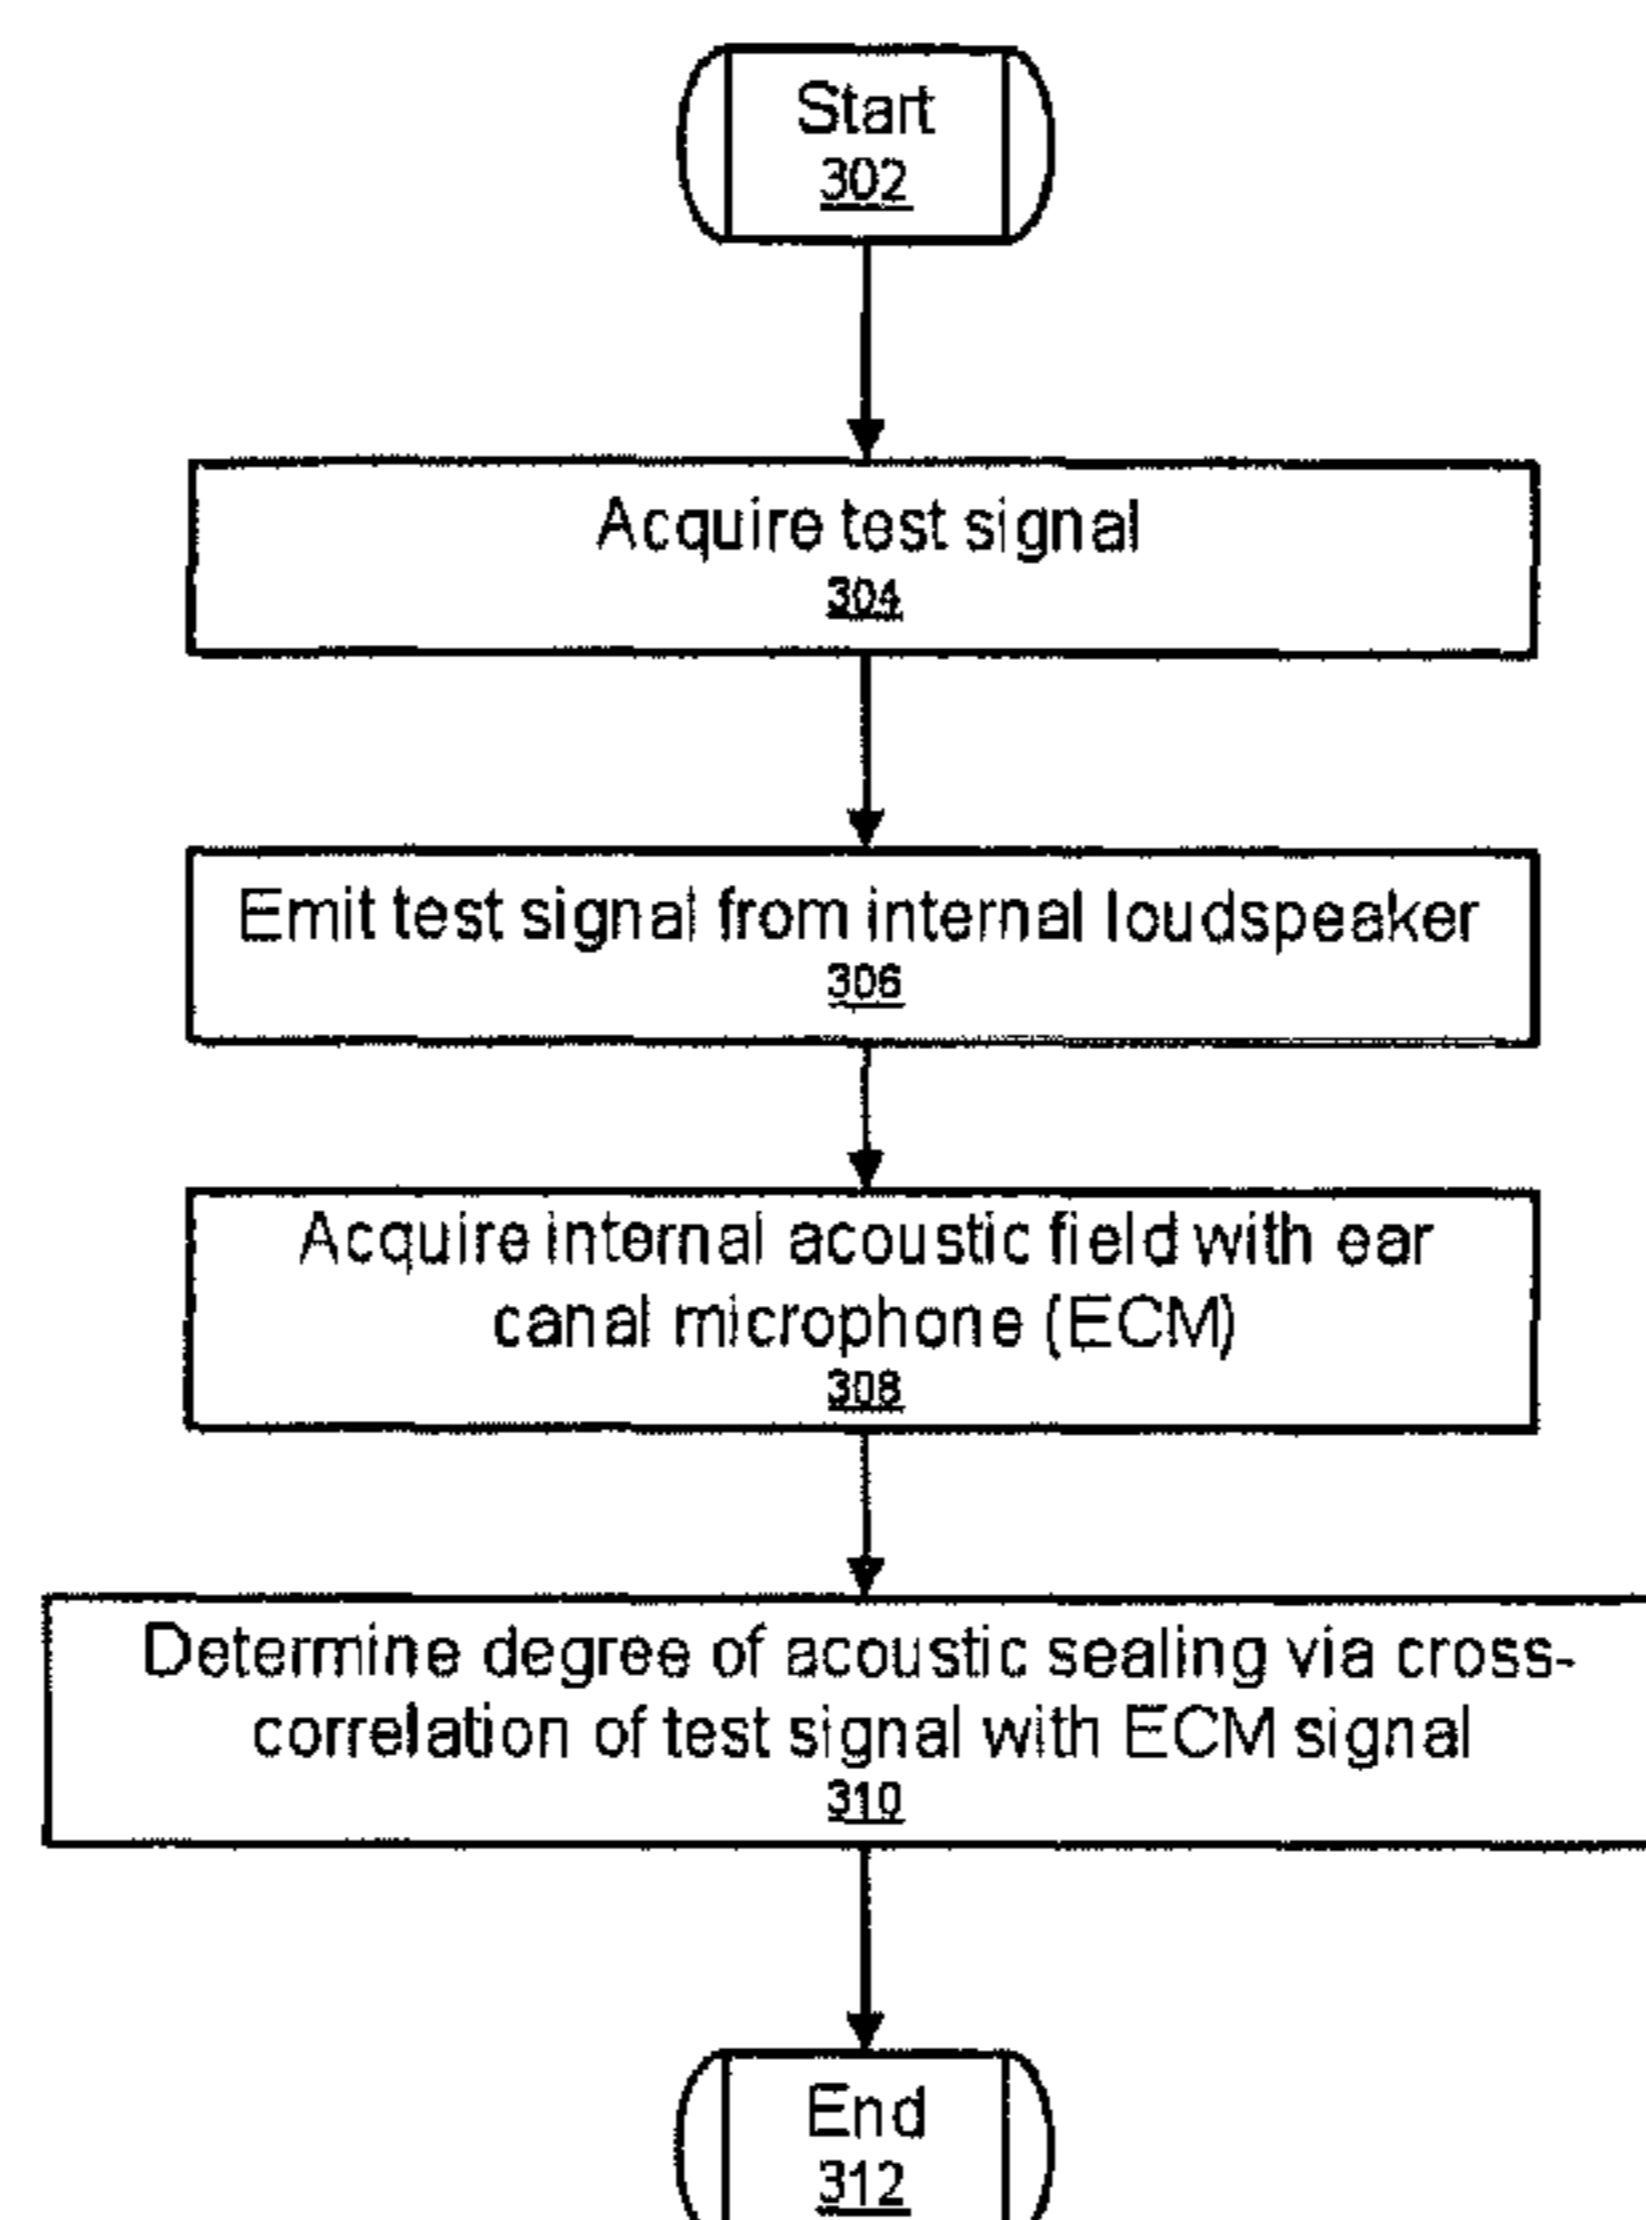 Start
302
Acquire test signal
304
Emit test signal from internal loudspeaker
306
Acquire internal acoustic field with ear
canal microphone (ECM)
308
Determine degree of acoustic sealing via cross-
correlation of test signal with ECM signal
310
End
312